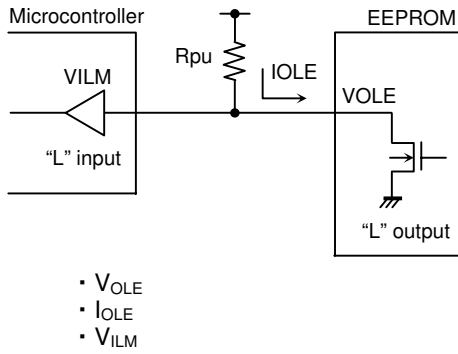 Microcontroller
EEPROM
Rpu
IOLE
VILM
VOLE
“L” input
“L” output
・ VOLE
・ IOLE
・ VILM